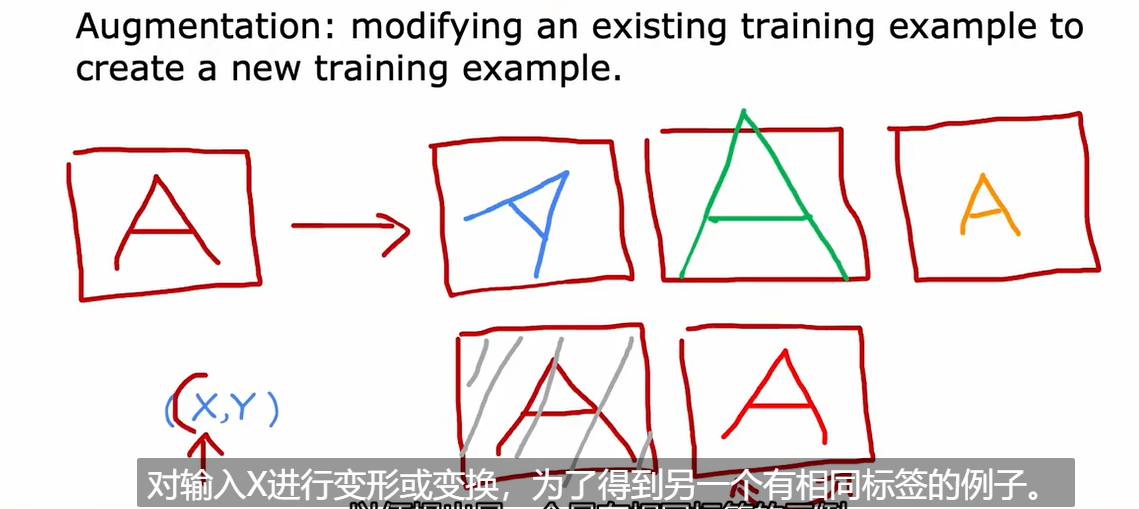 Augmentation: modifying an existing training example to
create a new training example.
A
A
A
A
(X,Y)
A
A
对输入X进行变形或变换，为了得到另一个有相同标签的例子。